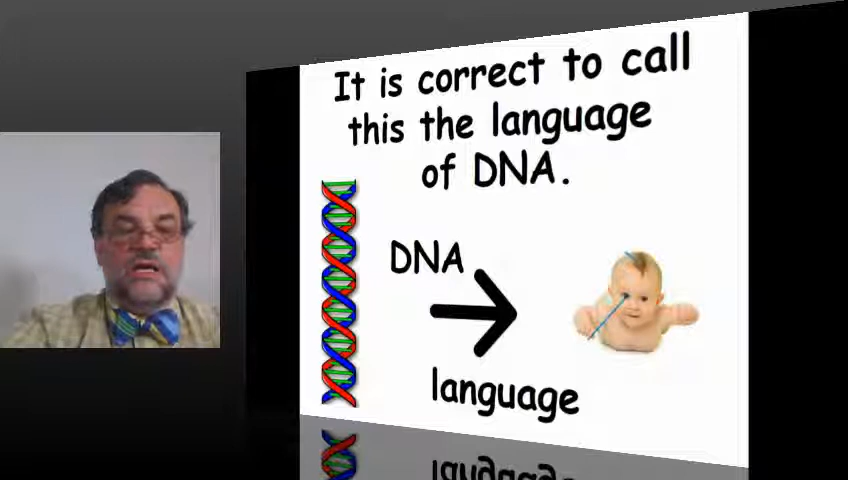 It is correct to call
this the language
of DNA.
DNA
language